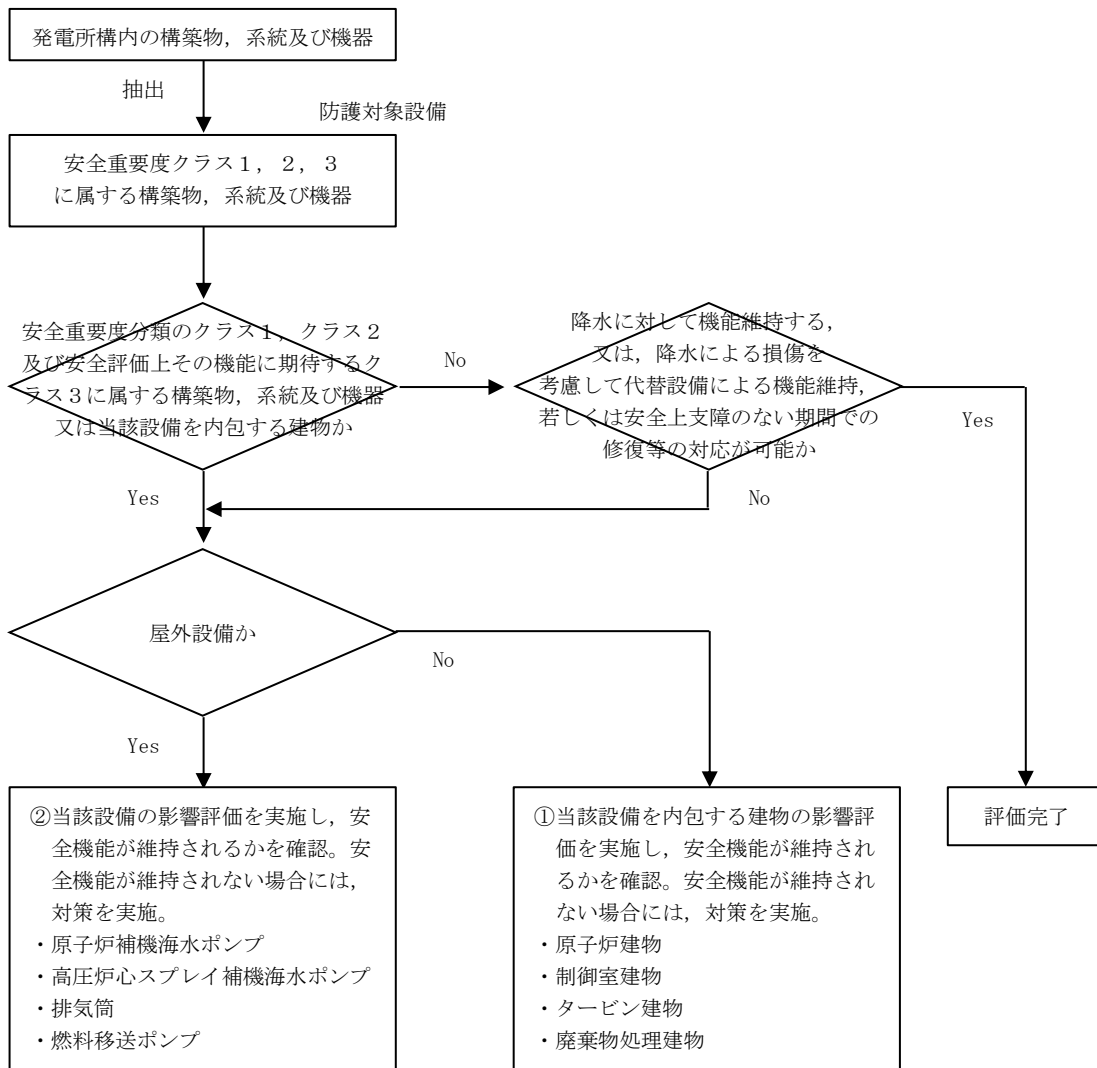 発電所構内の構築物，系統及び機器
抽出
防護対象設備
安全重要度クラス１，２，３
に属する構築物，系統及び機器
安全重要度分類のクラス１，クラス２
及び安全評価上その機能に期待するク
ラス３に属する構築物，系統及び機器
又は当該設備を内包する建物か
No
降水に対して機能維持する，
又は，降水による損傷を
考慮して代替設備による機能維持，
若しくは安全上支障のない期間での
修復等の対応が可能か
Yes
Yes
No
屋外設備か
No
Yes
②当該設備の影響評価を実施し，安
全機能が維持されるかを確認。安
全機能が維持されない場合には，
対策を実施。
・原子炉補機海水ポンプ
・高圧炉心スプレイ補機海水ポンプ
・排気筒
・燃料移送ポンプ
①当該設備を内包する建物の影響評
価を実施し，安全機能が維持され
るかを確認。安全機能が維持され
ない場合には，対策を実施。
・原子炉建物
・制御室建物
・タービン建物
・廃棄物処理建物
評価完了